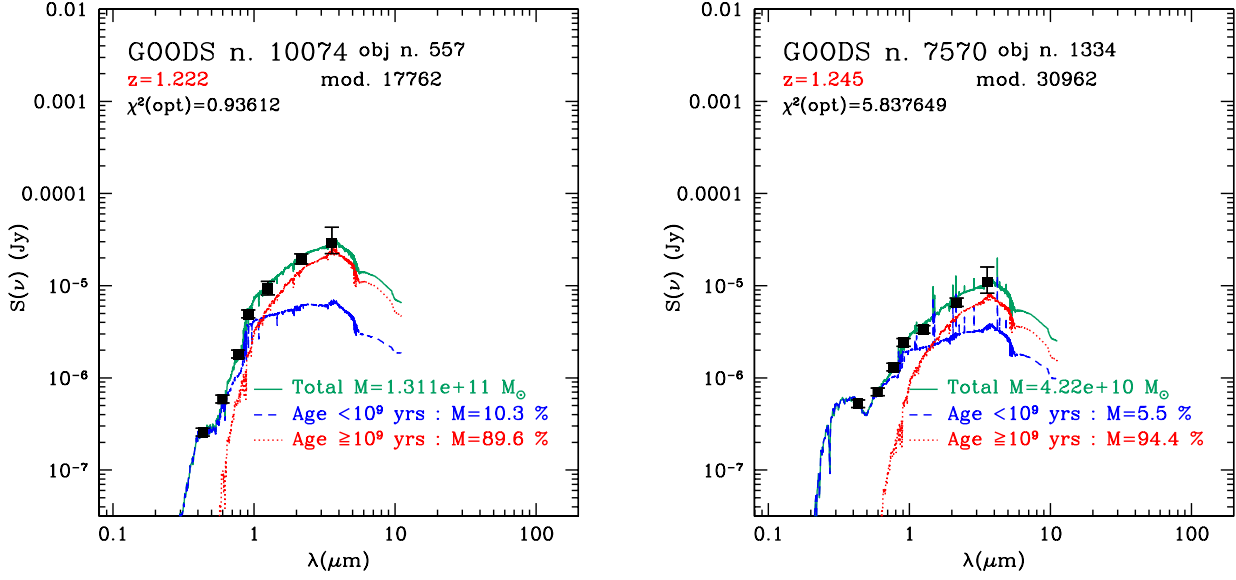 GOODS n. 10074 obj n. 557
z=1.222 mod. 17762
χ²(opt)=0.93612
0.01
0.001
0.0001
10⁻⁵
10⁻⁶
10⁻⁷
S(ν) (Jy)
Total M=1.311e+11 M⊙
Age <10⁹ yrs : M=10.3 %
Age ≧10⁹ yrs : M=89.6 %
0.1 1 10 100
λ(μm)
GOODS n. 7570 obj n. 1334
z=1.245 mod. 30962
χ²(opt)=5.837649
0.01
0.001
0.0001
10⁻⁵
10⁻⁶
10⁻⁷
S(ν) (Jy)
Total M=4.22e+10 M⊙
Age <10⁹ yrs : M=5.5 %
Age ≧10⁹ yrs : M=94.4 %
0.1 1 10 100
λ(μm)